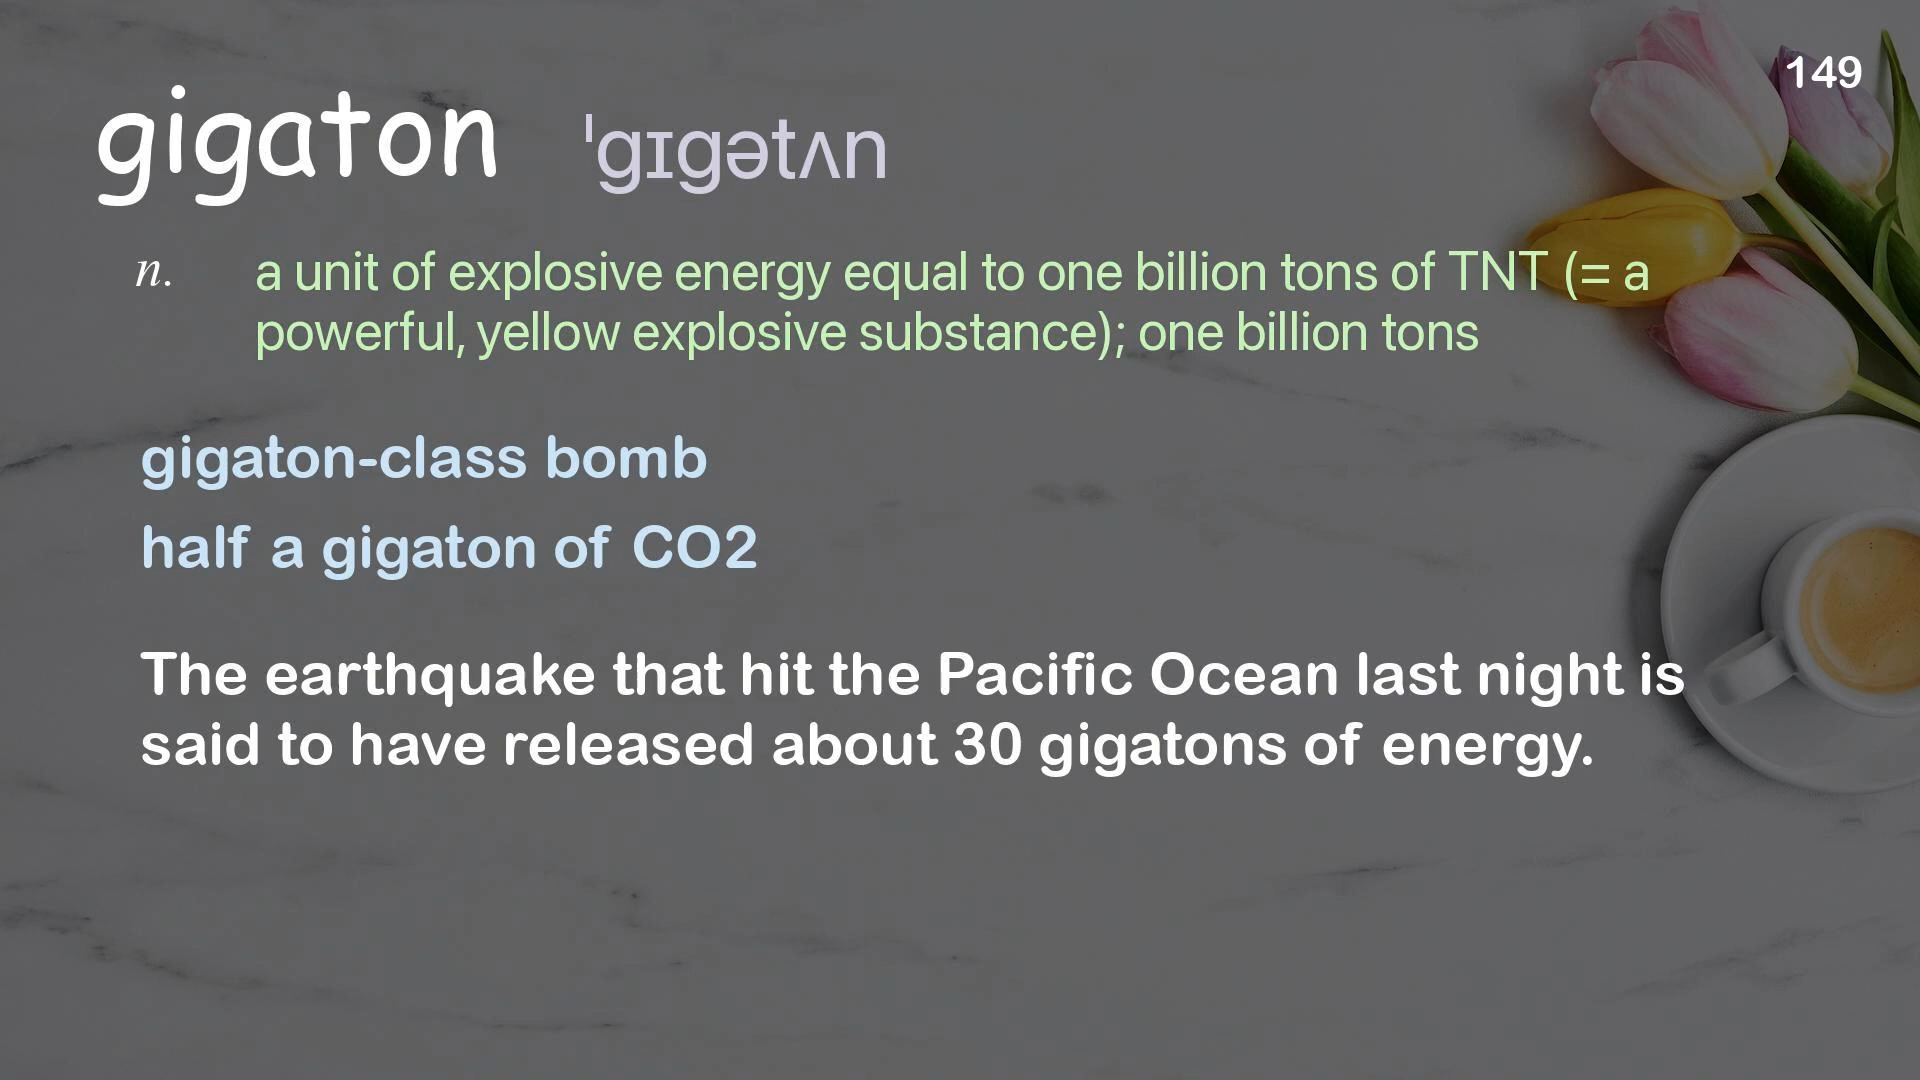 149
gigaton ˈgɪgətʌn
n. a unit of explosive energy equal to one billion tons of TNT (= a
powerful, yellow explosive substance); one billion tons
gigaton-class bomb
half a gigaton of CO2
The earthquake that hit the Pacific Ocean last night is
said to have released about 30 gigatons of energy.